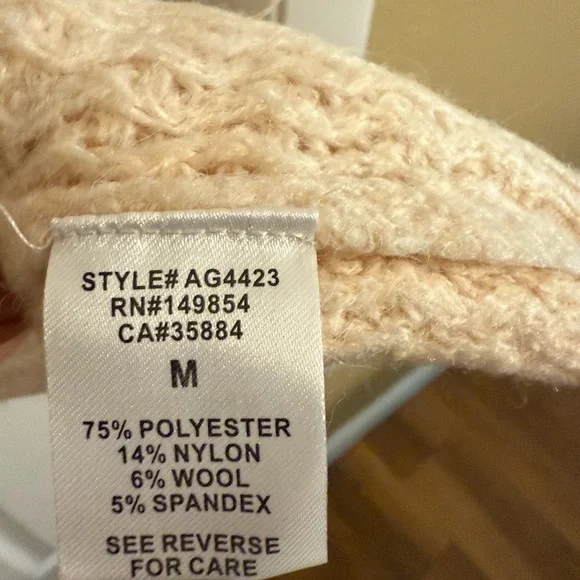 STYLE# AG4423
RN#149854
CA#35884
M
75% POLYESTER
14% NYLON
6% WOOL
5% SPANDEX
SEE REVERSE
FOR CARE